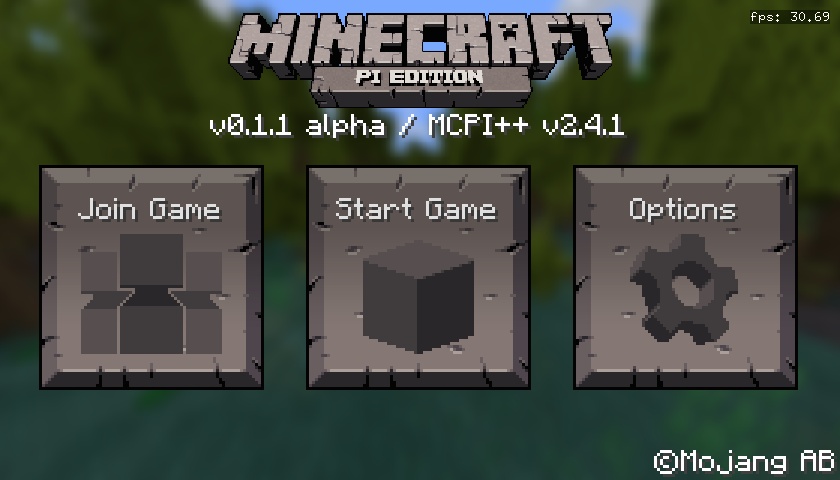 fps: 30.69
MINECRAFT
PI EDITION
v0.1.1 alpha / MCPI++ v2.4.1
Join Game
Start Game
Options
©Mojang AB